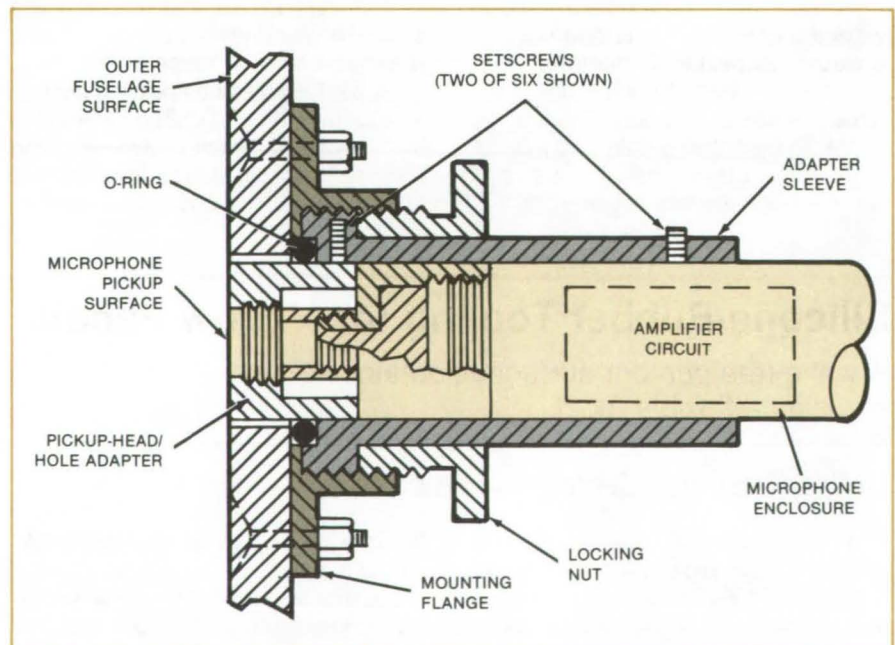 OUTER
FUSELAGE
SURFACE
O-RING
MICROPHONE
PICKUP
SURFACE
PICKUP-HEAD/
HOLE ADAPTER
SETSCREWS
(TWO OF SIX SHOWN)
ADAPTER
SLEEVE
AMPLIFIER
CIRCUIT
MICROPHONE
ENCLOSURE
LOCKING
NUT
MOUNTING
FLANGE